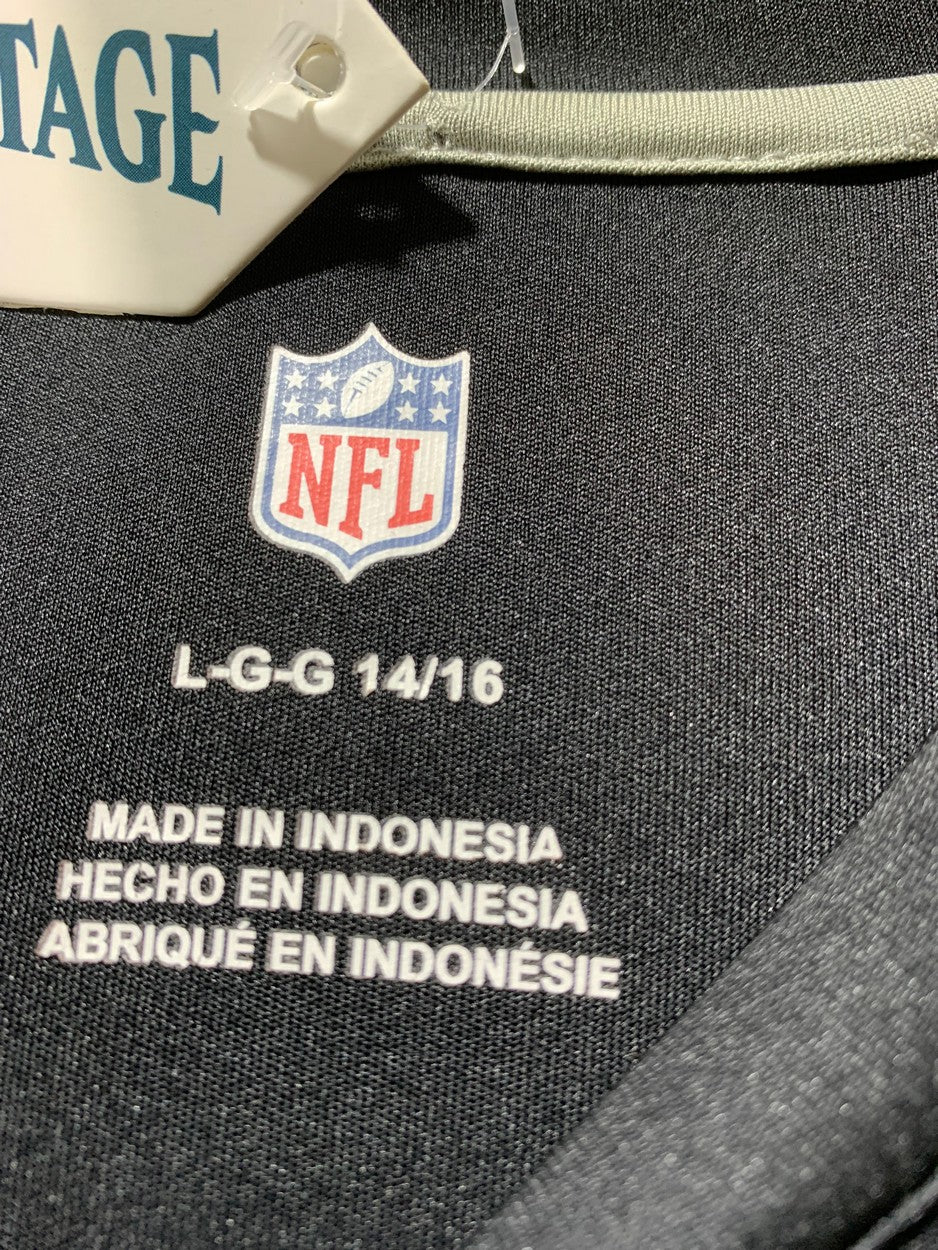 TAGE
NFL
L-G-G 14/16
MADE IN INDONESIA
HECHO EN INDONESIA
ABRIQUÉ EN INDONÉSIE